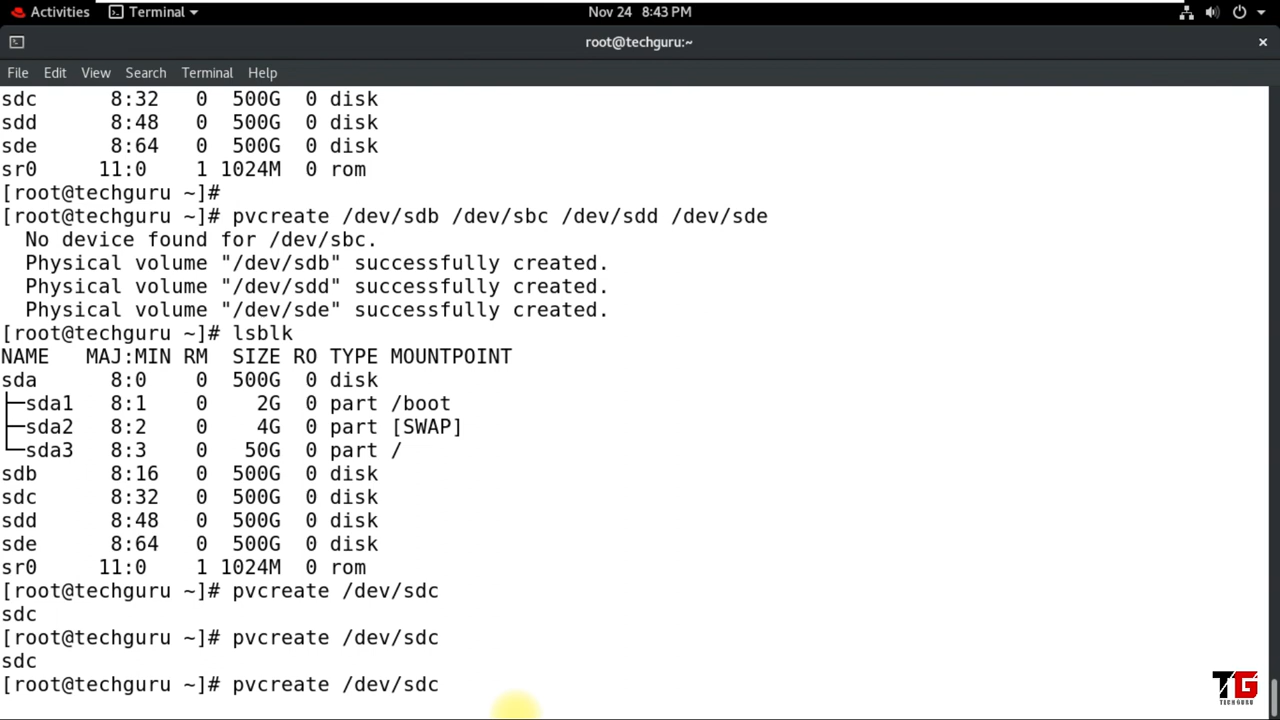 Activities Terminal Nov 24 8:43 PM
root@techguru:~
File Edit View Search Terminal Help
sdc 8:32 0 500G 0 disk
sdd 8:48 0 500G 0 disk
sde 8:64 0 500G 0 disk
sr0 11:0 1 1024M 0 rom
[root@techguru ~]#
[root@techguru ~]# pvcreate /dev/sdb /dev/sbc /dev/sdd /dev/sde
No device found for /dev/sbc.
Physical volume "/dev/sdb" successfully created.
Physical volume "/dev/sdd" successfully created.
Physical volume "/dev/sde" successfully created.
[root@techguru ~]# lsblk
NAME MAJ:MIN RM SIZE RO TYPE MOUNTPOINT
sda 8:0 0 500G 0 disk
├─sda1 8:1 0 2G 0 part /boot
├─sda2 8:2 0 4G 0 part [SWAP]
└─sda3 8:3 0 50G 0 part /
sdb 8:16 0 500G 0 disk
sdc 8:32 0 500G 0 disk
sdd 8:48 0 500G 0 disk
sde 8:64 0 500G 0 disk
sr0 11:0 1 1024M 0 rom
[root@techguru ~]# pvcreate /dev/sdc
sdc
[root@techguru ~]# pvcreate /dev/sdc
sdc
[root@techguru ~]# pvcreate /dev/sdc
TG
TECH GURU